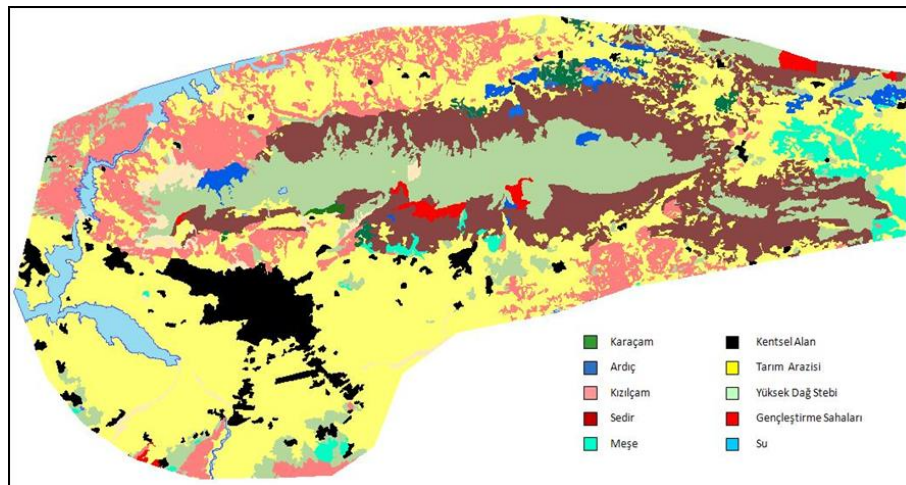 Karaçam
Ardıç
Kızılçam
Sedir
Meşe
Kentsel Alan
Tarım Arazisi
Yüksek Dağ Stebi
Gençleştirme Sahaları
Su